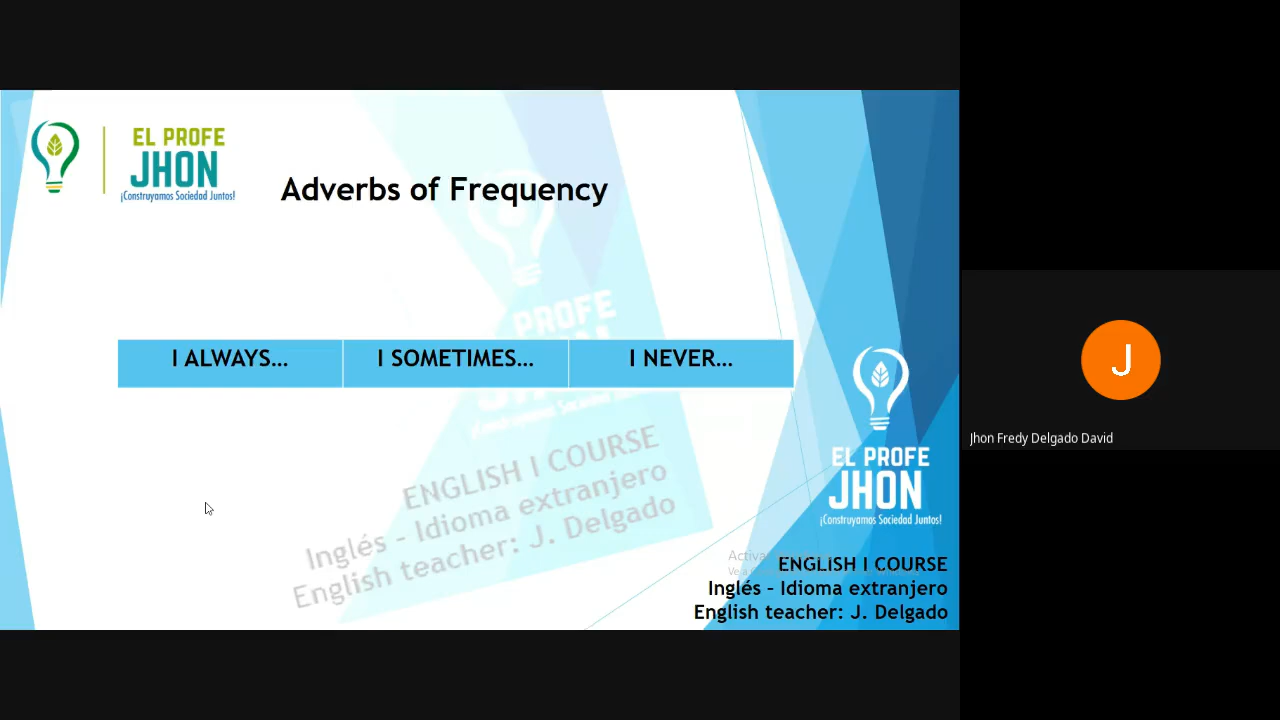 EL PROFE
JHON
¡Construyamos Sociedad Juntos!
Adverbs of Frequency
PROFE
I ALWAYS...
I SOMETIMES...
I NEVER...
ENGLISH I COURSE
Inglés - Idioma extranjero
English teacher: J. Delgado
EL PROFE
JHON
¡Construyamos Sociedad Juntos!
ENGLISH I COURSE
Inglés - Idioma extranjero
English teacher: J. Delgado
J
Jhon Fredy Delgado David